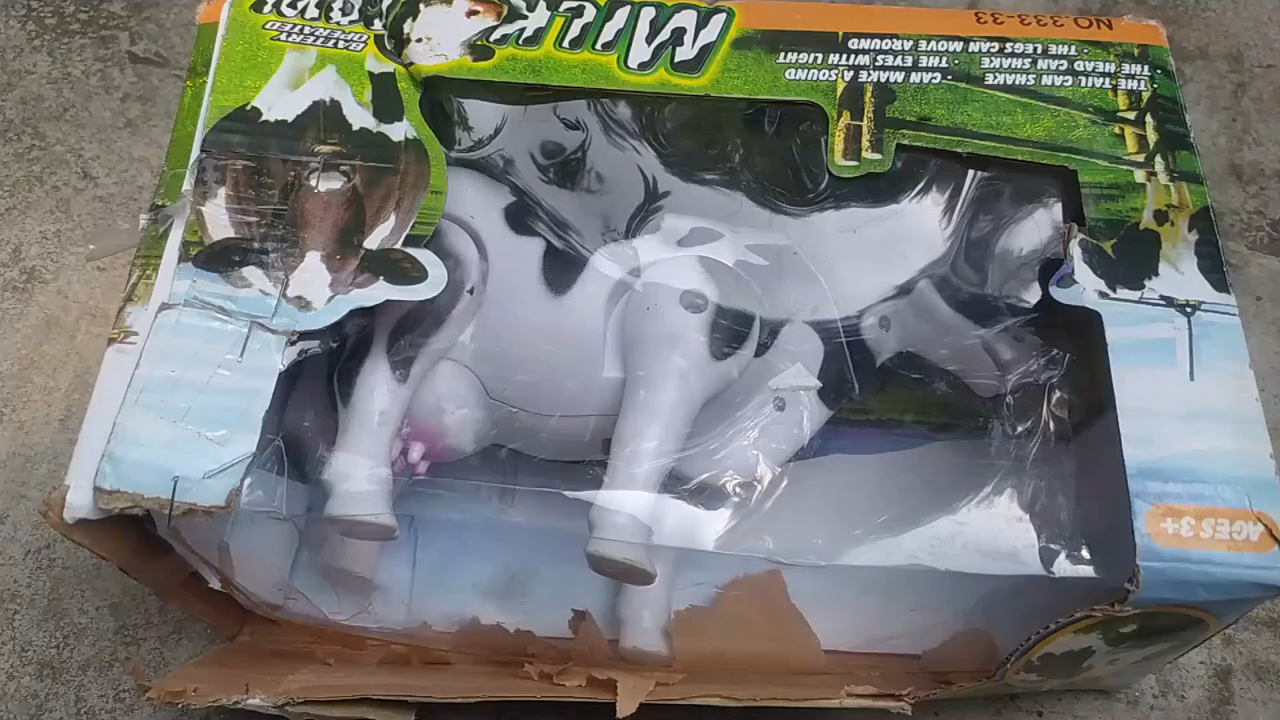 AGES 3+
• THE TAIL CAN SHAKE • CAN MAKE A SOUND
• THE HEAD CAN SHAKE • THE EYES WITH LIGHT
• THE LEGS CAN MOVE AROUND
NO.333-33
MILK
BATTERY
OPERATED